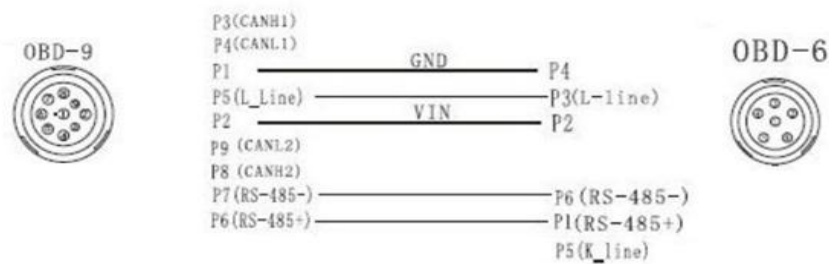 P3(CANH1)
P4(CANL1)
OBD-9
OBD-6
P1 GND P4
P5(L_Line) P3(L-line)
P2 VIN P2
P9 (CANL2)
P8 (CANH2)
P7(RS-485-) P6(RS-485-)
P6(RS-485+) P1(RS-485+)
P5(K_line)